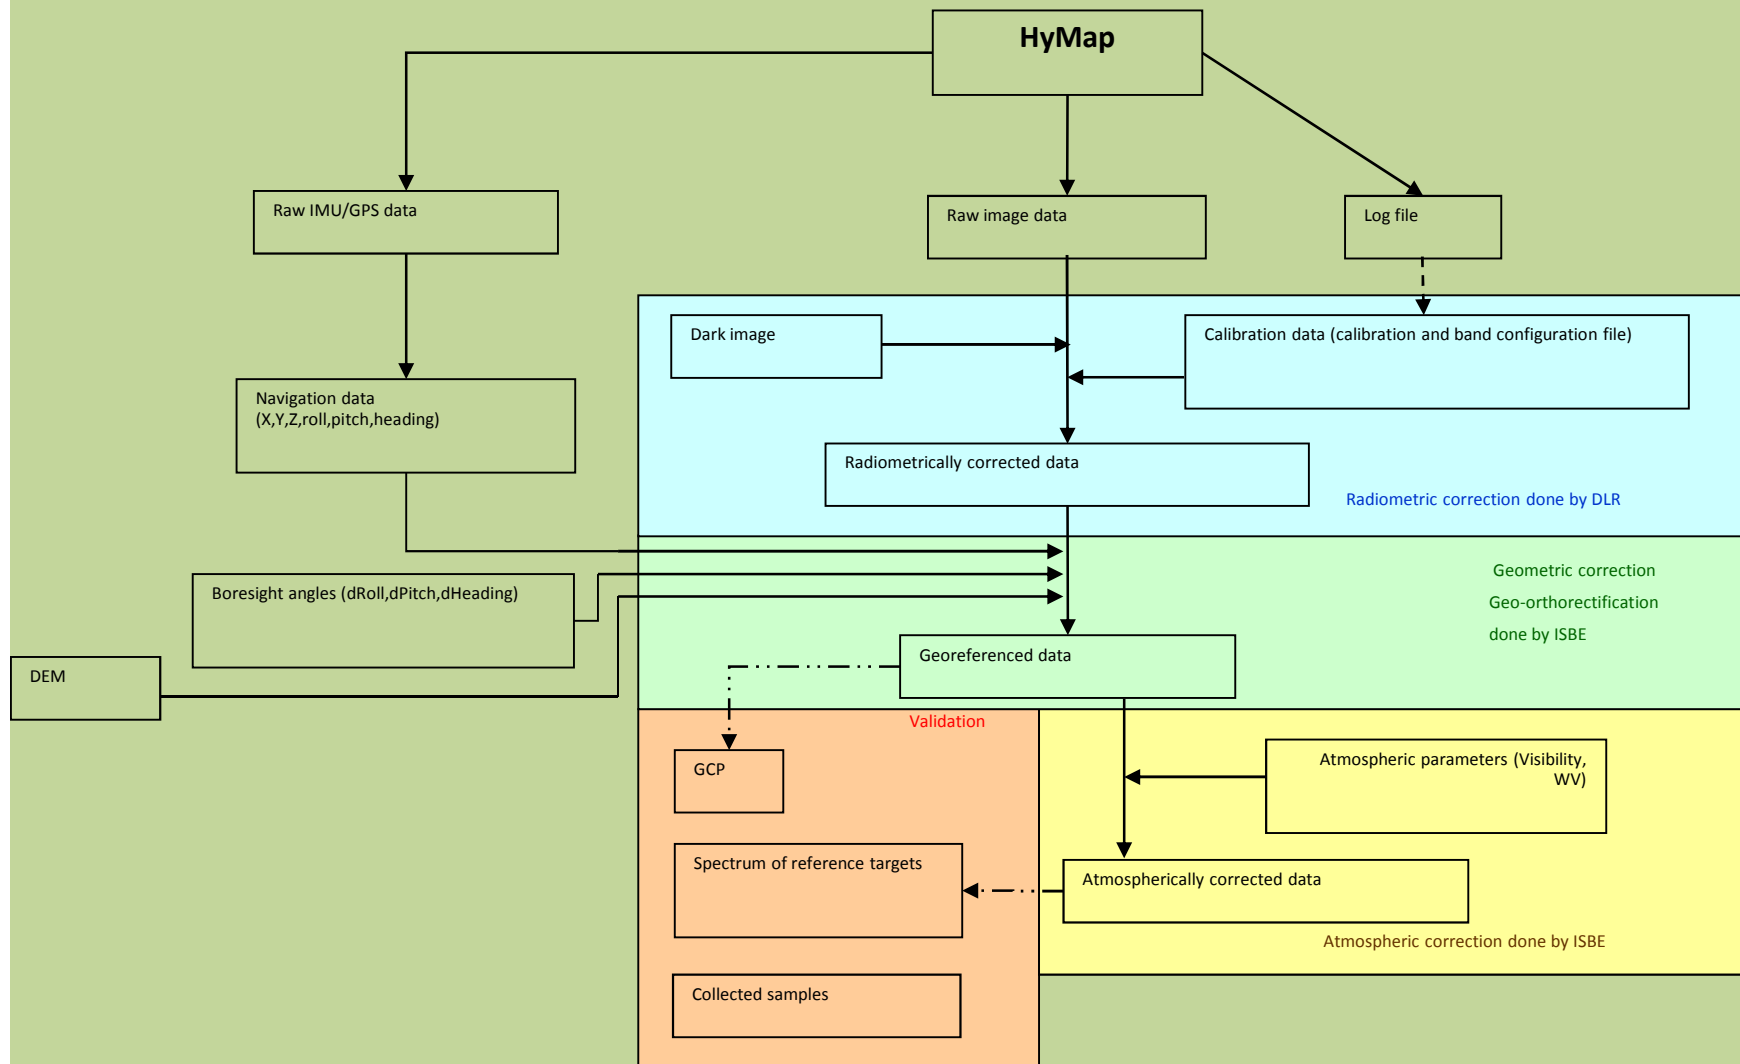 HyMap
Raw IMU/GPS data
Raw image data
Log file
Dark image
Calibration data (calibration and band configuration file)
Navigation data
(X,Y,Z,roll,pitch,heading)
Radiometrically corrected data
Radiometric correction done by DLR
Boresight angles (dRoll,dPitch,dHeading)
Geometric correction
Geo-orthorectification
done by ISBE
Georeferenced data
DEM
Validation
GCP
Atmospheric parameters (Visibility,
WV)
Spectrum of reference targets
Atmospherically corrected data
Atmospheric correction done by ISBE
Collected samples